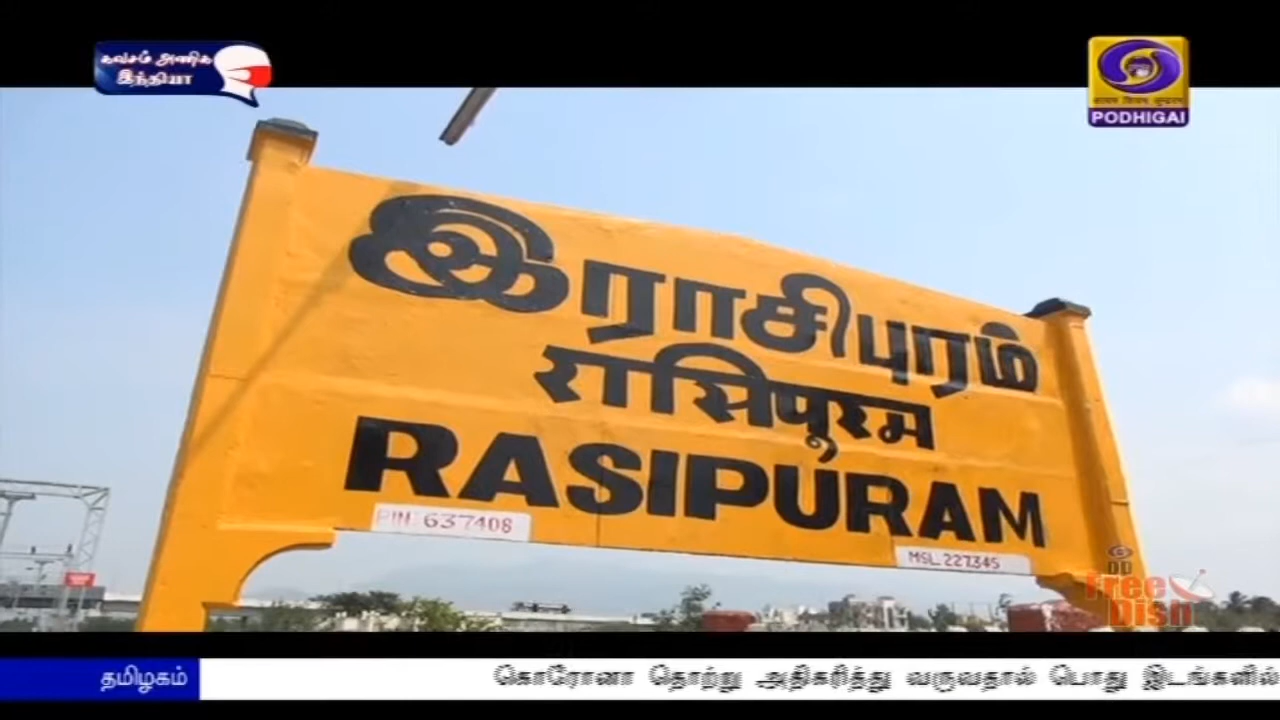 கவசம் அணிக
இந்தியா
PODHIGAI
இராசிபுரம்
रासिपूरम
RASIPURAM
PIN 637408
MSL.227.345
DD
Free Dish
தமிழகம்
கொரோனா தொற்று அதிகரித்து வருவதால் பொது இடங்களில்